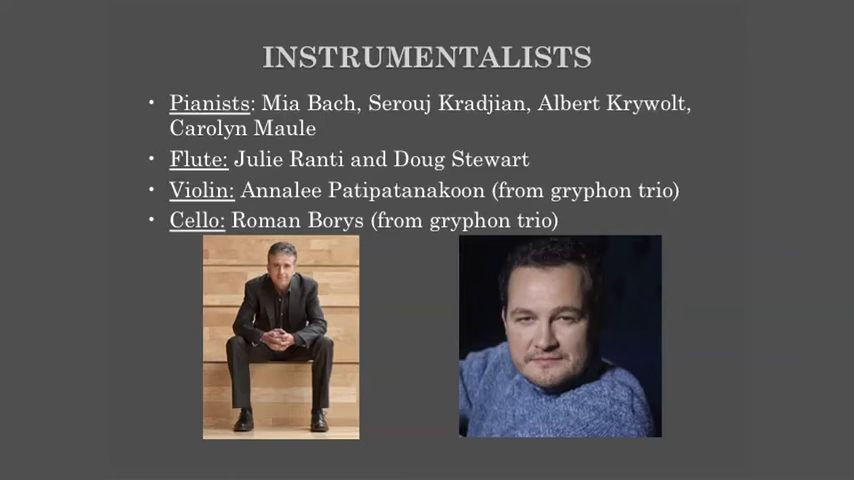 INSTRUMENTALISTS
• Pianists: Mia Bach, Serouj Kradjian, Albert Krywolt,
Carolyn Maule
• Flute: Julie Ranti and Doug Stewart
• Violin: Annalee Patipatanakoon (from gryphon trio)
• Cello: Roman Borys (from gryphon trio)